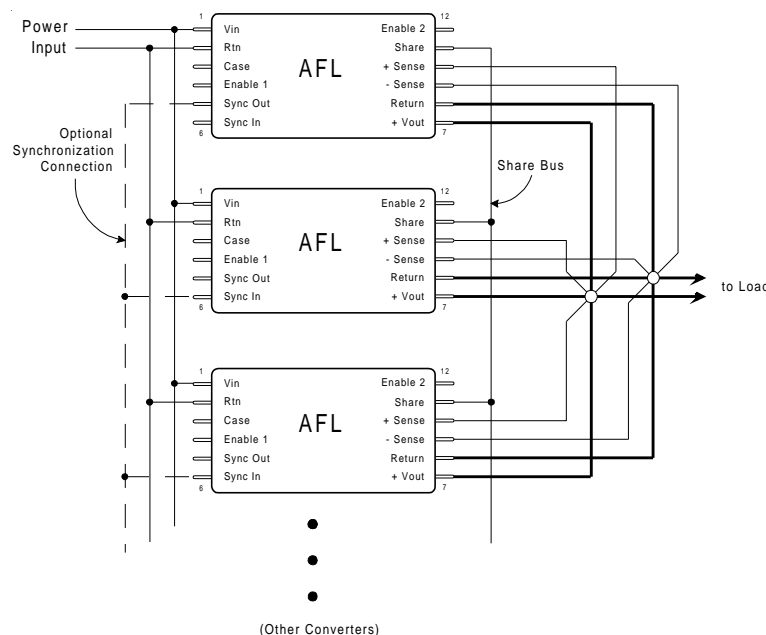 Power
Input
1
12
Vin
Enable 2
Rtn
Share
Case
AFL
+ Sense
Enable 1
- Sense
Sync Out
Return
Sync In
+ Vout
6
7
Optional
Synchronization
Connection
Share Bus
1
12
Vin
Enable 2
Rtn
Share
Case
AFL
+ Sense
Enable 1
- Sense
Sync Out
Return
Sync In
+ Vout
6
7
to Load
1
12
Vin
Enable 2
Rtn
Share
Case
AFL
+ Sense
Enable 1
- Sense
Sync Out
Return
Sync In
+ Vout
6
7
(Other Converters)